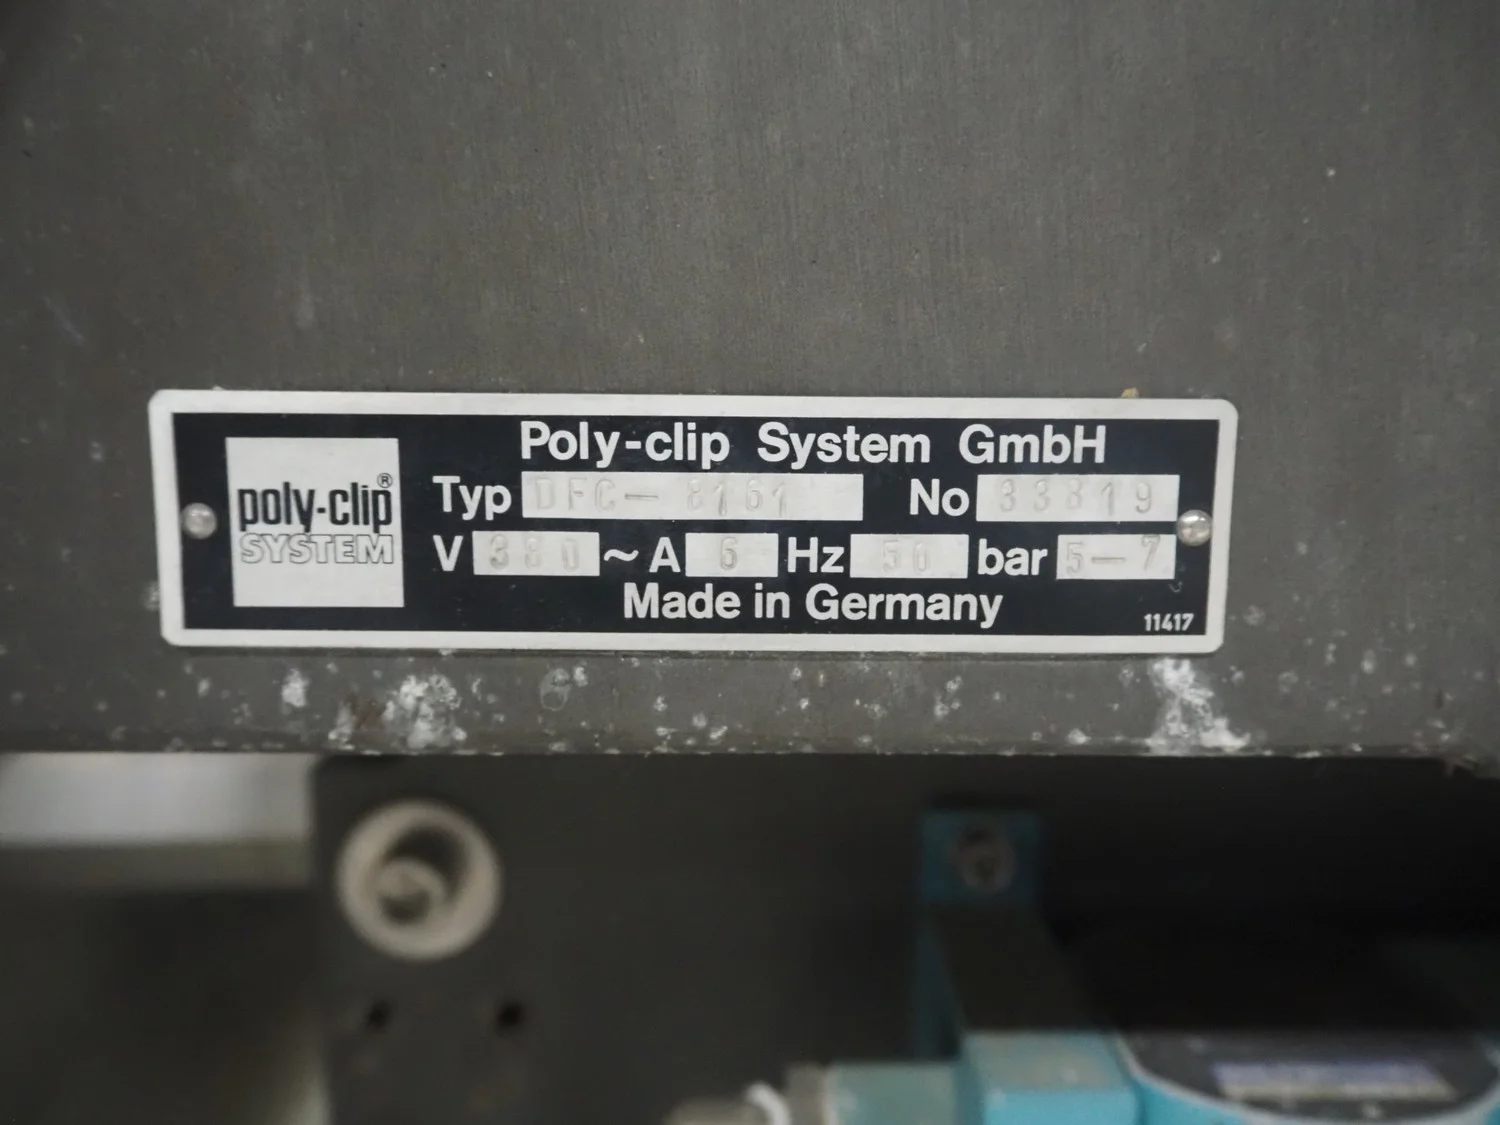 Poly-clip System GmbH
poly-clip®
SYSTEM
Typ DFC-8161 No 33819
V 380 ~ A 6 Hz 50 bar 5-7
Made in Germany
11417